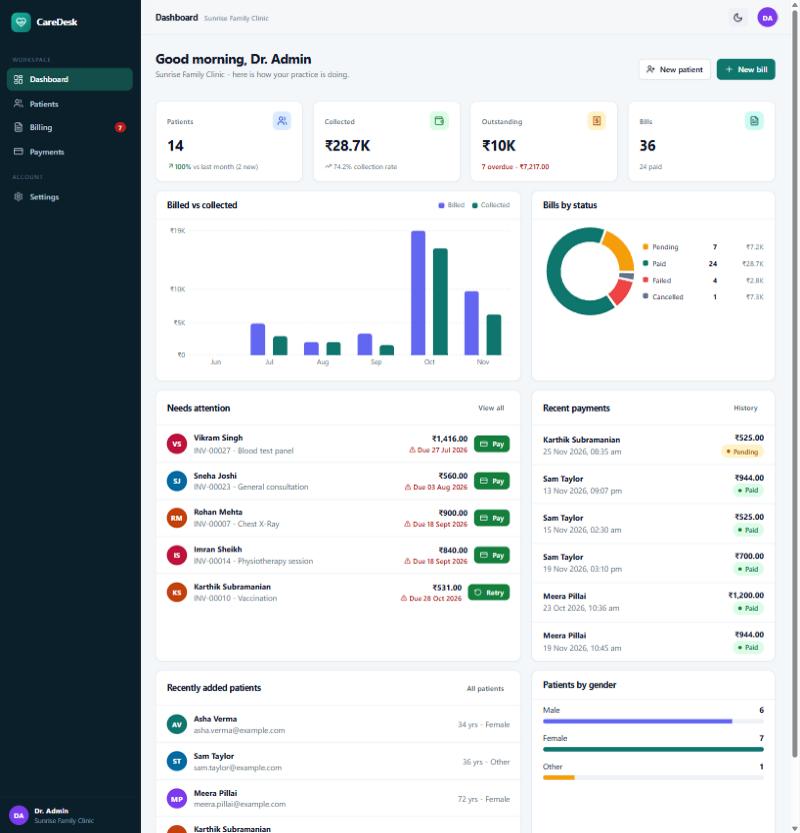 CareDesk
WORKSPACE
Dashboard
Patients
Billing 7
Payments
ACCOUNT
Settings
DA Dr. Admin
Sunrise Family Clinic
Dashboard Sunrise Family Clinic DA
Good morning, Dr. Admin
Sunrise Family Clinic - here is how your practice is doing.
New patient
+ New bill
Patients
14
100% vs last month (2 new)
Collected
₹28.7K
74.2% collection rate
Outstanding
₹10K
7 overdue - ₹7,217.00
Bills
36
24 paid
Billed vs collected
Billed Collected
₹19K
₹10K
₹5K
₹0
Jun Jul Aug Sep Oct Nov
Bills by status
Pending 7 ₹7.2K
Paid 24 ₹28.7K
Failed 4 ₹2.8K
Cancelled 1 ₹7.3K
Needs attention View all
VS Vikram Singh ₹1,416.00 Pay
INV-00027 - Blood test panel Due 27 Jul 2026
SJ Sneha Joshi ₹560.00 Pay
INV-00023 - General consultation Due 03 Aug 2026
RM Rohan Mehta ₹900.00 Pay
INV-00007 - Chest X-Ray Due 18 Sept 2026
IS Imran Sheikh ₹840.00 Pay
INV-00014 - Physiotherapy session Due 18 Sept 2026
KS Karthik Subramanian ₹531.00 Retry
INV-00010 - Vaccination Due 28 Oct 2026
Recent payments History
Karthik Subramanian ₹525.00
25 Nov 2026, 08:35 am Pending
Sam Taylor ₹944.00
13 Nov 2026, 09:07 pm Paid
Sam Taylor ₹525.00
15 Nov 2026, 02:30 am Paid
Sam Taylor ₹700.00
19 Nov 2026, 03:10 pm Paid
Meera Pillai ₹1,200.00
23 Oct 2026, 10:36 am Paid
Meera Pillai ₹944.00
19 Nov 2026, 10:45 am Paid
Recently added patients All patients
AV Asha Verma 34 yrs - Female
asha.verma@example.com
ST Sam Taylor 36 yrs - Other
sam.taylor@example.com
MP Meera Pillai 72 yrs - Female
meera.pillai@example.com
Karthik Subramanian
Patients by gender
Male 6
Female 7
Other 1